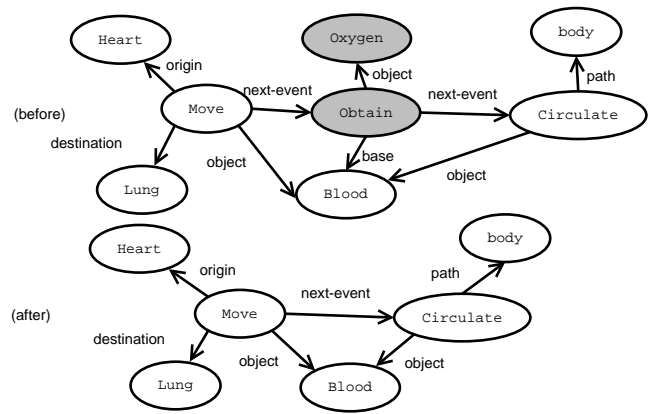 Heart
Oxygen
body
origin
object
path
next-event
next-event
Move
Obtain
Circulate
(before)
destination
object
base
object
Lung
Blood
Heart
body
origin
path
next-event
(after)
Move
Circulate
destination
object
object
Lung
Blood